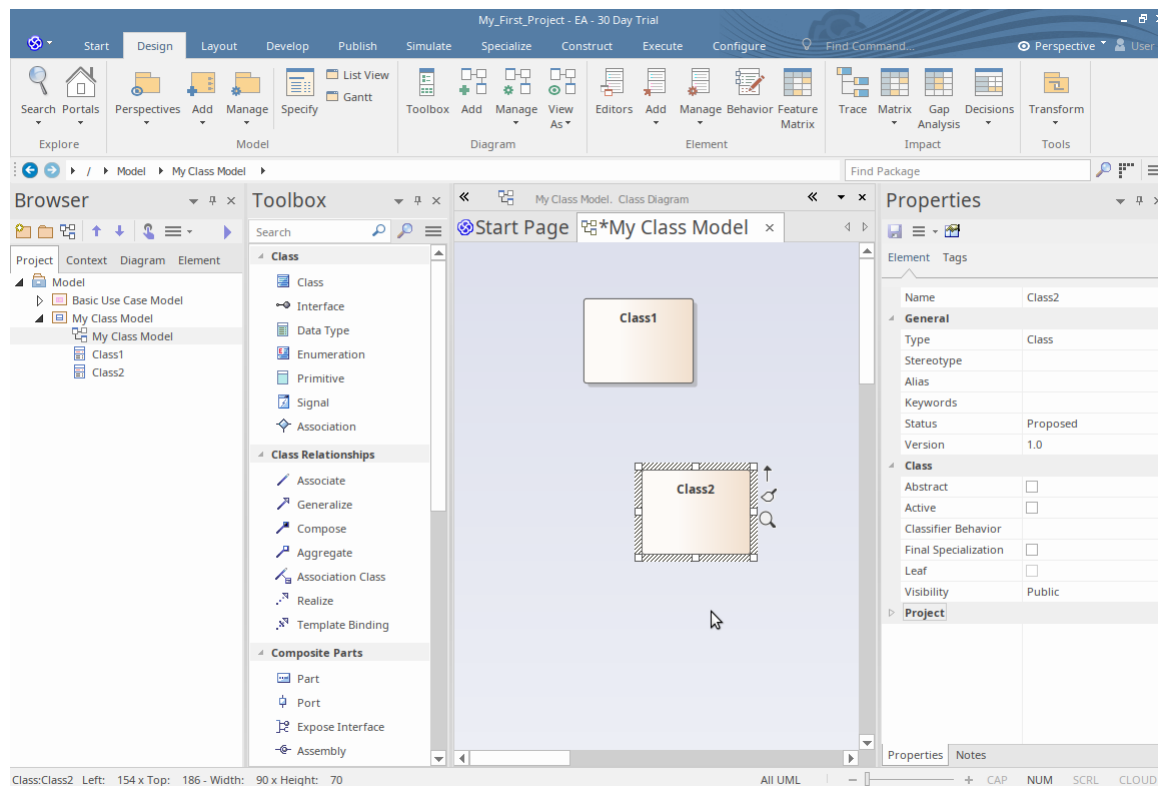 My_First_Project - EA - 30 Day Trial
Start Design Layout Develop Publish Simulate Specialize Construct Execute Configure Find Command... Perspective User
Search Portals Perspectives Add Manage Specify List View Gantt Toolbox Add Manage View As Editors Add Manage Behavior Feature Matrix Trace Matrix Gap Analysis Decisions Transform
Explore Model Diagram Element Impact Tools
/ Model My Class Model Find Package
Browser
Project Context Diagram Element
Model
Basic Use Case Model
My Class Model
My Class Model
Class1
Class2
Toolbox
Search
Class
Class
Interface
Data Type
Enumeration
Primitive
Signal
Association
Class Relationships
Associate
Generalize
Compose
Aggregate
Association Class
Realize
Template Binding
Composite Parts
Part
Port
Expose Interface
Assembly
My Class Model. Class Diagram
Start Page *My Class Model
Class1
Class2
Properties
Element Tags
Name Class2
General
Type Class
Stereotype
Alias
Keywords
Status Proposed
Version 1.0
Class
Abstract
Active
Classifier Behavior
Final Specialization
Leaf
Visibility Public
Project
Properties Notes
Class:Class2 Left: 154 x Top: 186 - Width: 90 x Height: 70 All UML CAP NUM SCRL CLOUD